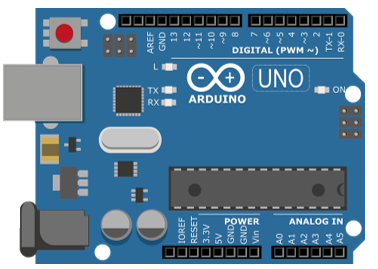 AREF
GND
13
12
~11
~10
~9
8
7
~6
~5
4
~3
2
TX-1
RX-0
DIGITAL (PWM ~)
L
TX
RX
ARDUINO
UNO
ON
POWER
ANALOG IN
IOREF
RESET
3.3V
5V
GND
GND
Vin
A0
A1
A2
A3
A4
A5